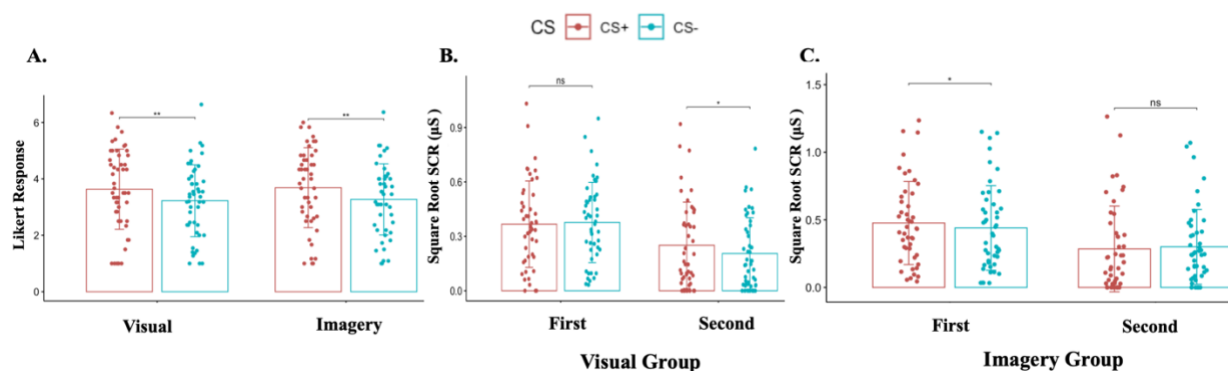 CS CS+ CS-
A.
Likert Response
6
4
2
0
**
**
Visual Imagery
B.
Square Root SCR (µS )
0.9
0.6
0.3
0.0
ns
*
First Second
Visual Group
C.
Square Root SCR (µS )
1.5
1.0
0.5
0.0
*
ns
First Second
Imagery Group